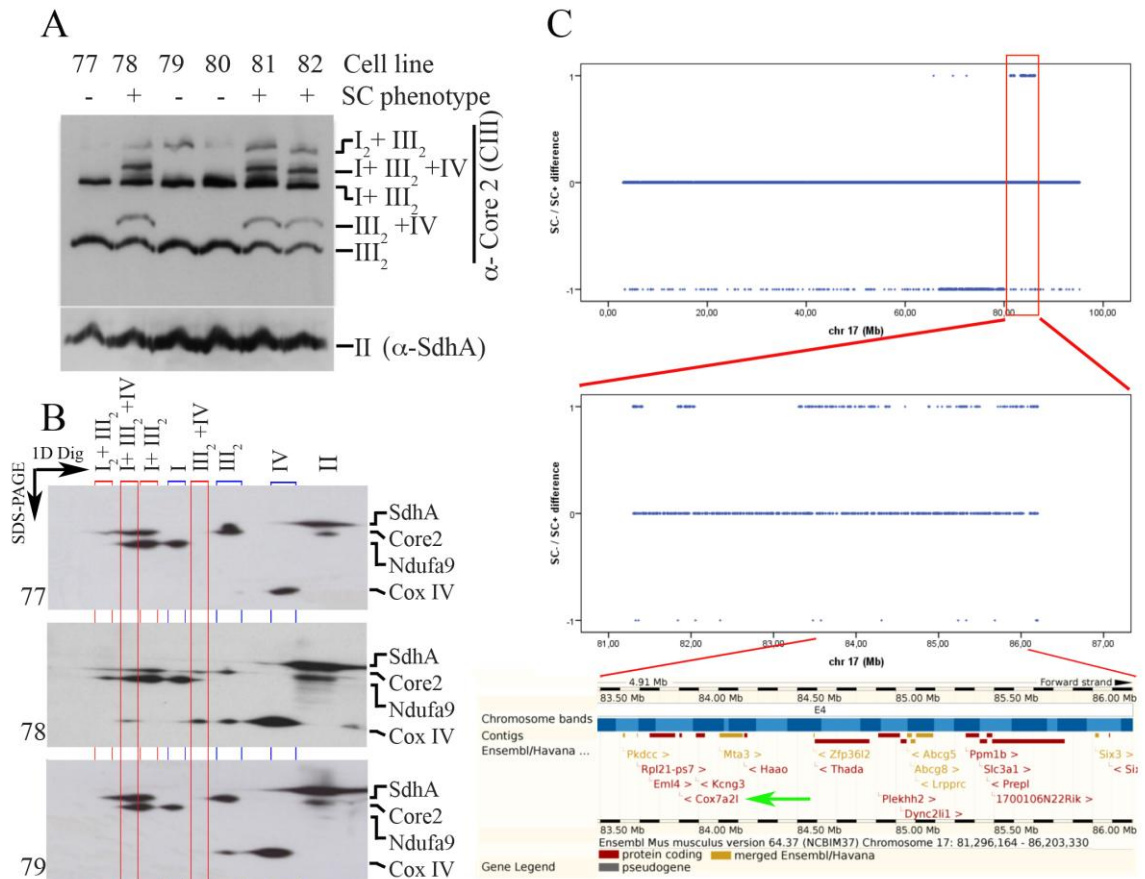 A
77 78 79 80 81 82 Cell line
- + - - + + SC phenotype
I2+ III2
I+ III2 +IV
I+ III2
III2 +IV
III2
α- Core 2 (CIII)
II (α-SdhA)
B
1D Dig
SDS-PAGE
I2+ III2
I+ III2 +IV
I+ III2
I
III2 +IV
III2
IV
II
SdhA
Core2
Ndufa9
Cox IV
77
SdhA
Core2
Ndufa9
Cox IV
78
SdhA
Core2
Ndufa9
Cox IV
79
C
SC- / SC+ difference
1
0
-1
0,00 20,00 40,00 60,00 80,00 100,00
chr 17 (Mb)
SC- / SC+ difference
1
0
-1
81,00 82,00 83,00 84,00 85,00 86,00 87,00
chr 17 (Mb)
4.91 Mb Forward strand
83.50 Mb 84.00 Mb 84.50 Mb 85.00 Mb 85.50 Mb 86.00 Mb
E4
Chromosome bands
Contigs
Ensembl/Havana ...
Pkdcc > Mta3 > < Zfp36l2 < Abcg5 Ppm1b > Six3 >
Rpl21-ps7 > < Haao < Thada Abcg8 > Slc3a1 > < Six
Eml4 > < Kcng3 < Lrpprc < Prepl
< Cox7a2l Plekhh2 > 1700106N22Rik >
Dync2li1 >
83.50 Mb 84.00 Mb 84.50 Mb 85.00 Mb 85.50 Mb 86.00 Mb
Ensembl Mus musculus version 64.37 (NCBIM37) Chromosome 17: 81,296,164 - 86,203,330
Gene Legend
protein coding merged Ensembl/Havana
pseudogene